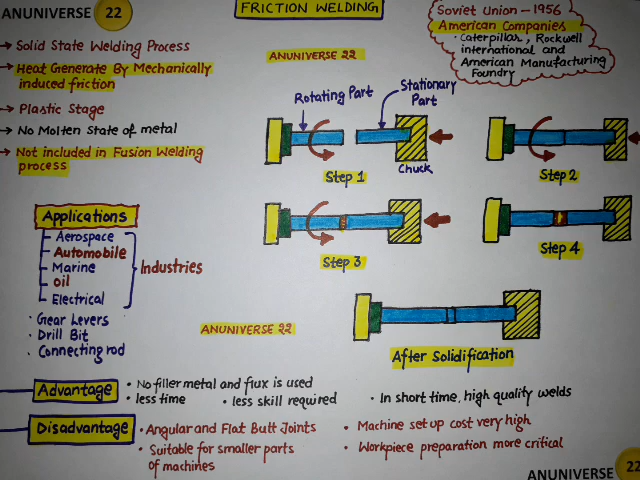 ANUNIVERSE 22
FRICTION WELDING
Soviet Union - 1956
American Companies
· Caterpillar, Rockwell
international and
American Manufacturing
Foundry
→ Solid State Welding Process
→ Heat Generate By Mechanically
induced friction
→ Plastic Stage
→ No Molten State of metal
→ Not included in Fusion Welding
process
ANUNIVERSE 22
Rotating Part
Stationary
Part
Step 1
Chuck
Step 2
Step 3
Step 4
After Solidification
Applications
Aerospace
Automobile
Marine
Oil
Electrical
Industries
· Gear Levers
· Drill Bit
· Connecting rod
ANUNIVERSE 22
Advantage
· No filler metal and flux is used
· less time
· less skill required
· In short time, high quality welds
Disadvantage
· Angular and Flat Butt Joints
· Suitable for smaller parts
of machines
· Machine set up cost very high
· Workpiece preparation more critical
ANUNIVERSE 22